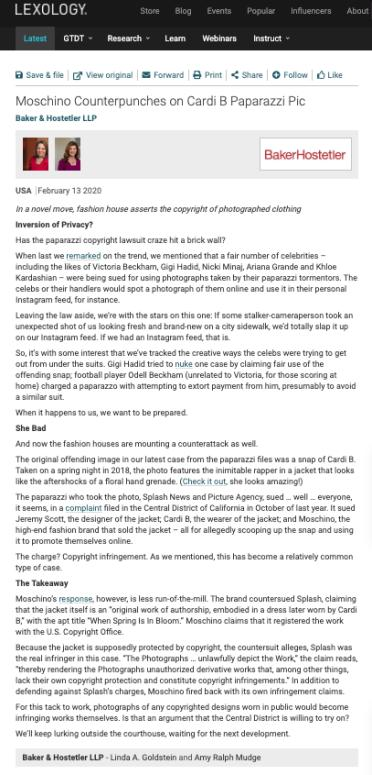 LEXOLOGY.
Store Blog Events Popular Influencers About
Latest GTDT Research Learn Webinars Instruct
Save & file View original Forward Print Share Follow Like
Moschino Counterpunches on Cardi B Paparazzi Pic
Baker & Hostetler LLP
BakerHostetler
USA February 13 2020
In a novel move, fashion house asserts the copyright of photographed clothing
Inversion of Privacy?
Has the paparazzi copyright lawsuit craze hit a brick wall?
When last we remarked on the trend, we mentioned that a fair number of celebrities –
including the likes of Victoria Beckham, Gigi Hadid, Nicki Minaj, Ariana Grande and Khloe
Kardashian – were being sued for using photographs taken by their paparazzi tormentors. The
celebs or their handlers would spot a photograph of them online and use it in their personal
Instagram feed, for instance.
Leaving the law aside, we're with the stars on this one: If some stalker-cameraperson took an
unexpected shot of us looking fresh and brand-new on a city sidewalk, we'd totally slap it up
on our Instagram feed. If we had an Instagram feed, that is.
So, it's with some interest that we've tracked the creative ways the celebs were trying to get
out from under the suits. Gigi Hadid tried to nuke one case by claiming fair use of the
offending snap; football player Odell Beckham (unrelated to Victoria, for those scoring at
home) charged a paparazzo with attempting to extort payment from him, presumably to avoid
a similar suit.
When it happens to us, we want to be prepared.
She Bad
And now the fashion houses are mounting a counterattack as well.
The original offending image in our latest case from the paparazzi files was a snap of Cardi B.
Taken on a spring night in 2018, the photo features the inimitable rapper in a jacket that looks
like the aftershocks of a floral hand grenade. (Check it out, she looks amazing!)
The paparazzi who took the photo, Splash News and Picture Agency, sued … well … everyone,
it seems, in a complaint filed in the Central District of California in October of last year. It sued
Jeremy Scott, the designer of the jacket; Cardi B, the wearer of the jacket; and Moschino, the
high-end fashion brand that sold the jacket – all for allegedly scooping up the snap and using
it to promote themselves online.
The charge? Copyright infringement. As we mentioned, this has become a relatively common
type of case.
The Takeaway
Moschino's response, however, is less run-of-the-mill. The brand countersued Splash, claiming
that the jacket itself is an "original work of authorship, embodied in a dress later worn by Cardi
B," with the apt title "When Spring Is In Bloom." Moschino claims that it registered the work
with the U.S. Copyright Office.
Because the jacket is supposedly protected by copyright, the countersuit alleges, Splash was
the real infringer in this case. "The Photographs … unlawfully depict the Work," the claim reads,
"thereby rendering the Photographs unauthorized derivative works that, among other things,
lack their own copyright protection and constitute copyright infringements." In addition to
defending against Splash's charges, Moschino fired back with its own infringement claims.
For this tack to work, photographs of any copyrighted designs worn in public would become
infringing works themselves. Is that an argument that the Central District is willing to try on?
We'll keep lurking outside the courthouse, waiting for the next development.
Baker & Hostetler LLP - Linda A. Goldstein and Amy Ralph Mudge